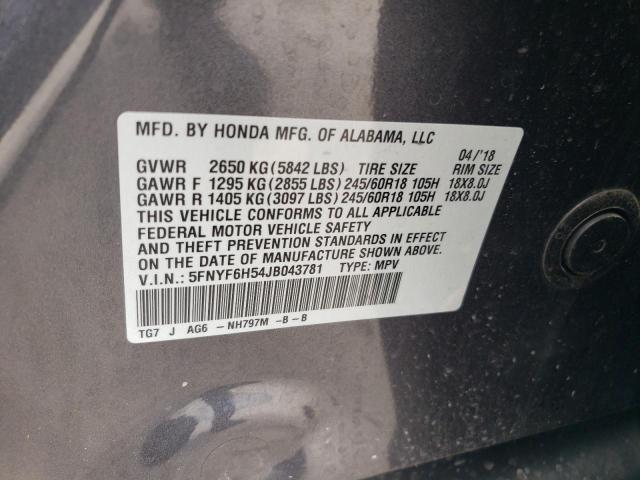 MFD. BY HONDA MFG. OF ALABAMA, LLC
04/'18
GVWR 2650 KG (5842 LBS) TIRE SIZE RIM SIZE
GAWR F 1295 KG (2855 LBS) 245/60R18 105H 18X8.0J
GAWR R 1405 KG (3097 LBS) 245/60R18 105H 18X8.0J
THIS VEHICLE CONFORMS TO ALL APPLICABLE
FEDERAL MOTOR VEHICLE SAFETY
AND THEFT PREVENTION STANDARDS IN EFFECT
ON THE DATE OF MANUFACTURE SHOWN ABOVE.
V.I.N.: 5FNYF6H54JB043781 TYPE: MPV
TG7 J AG6 -NH797M -B -B